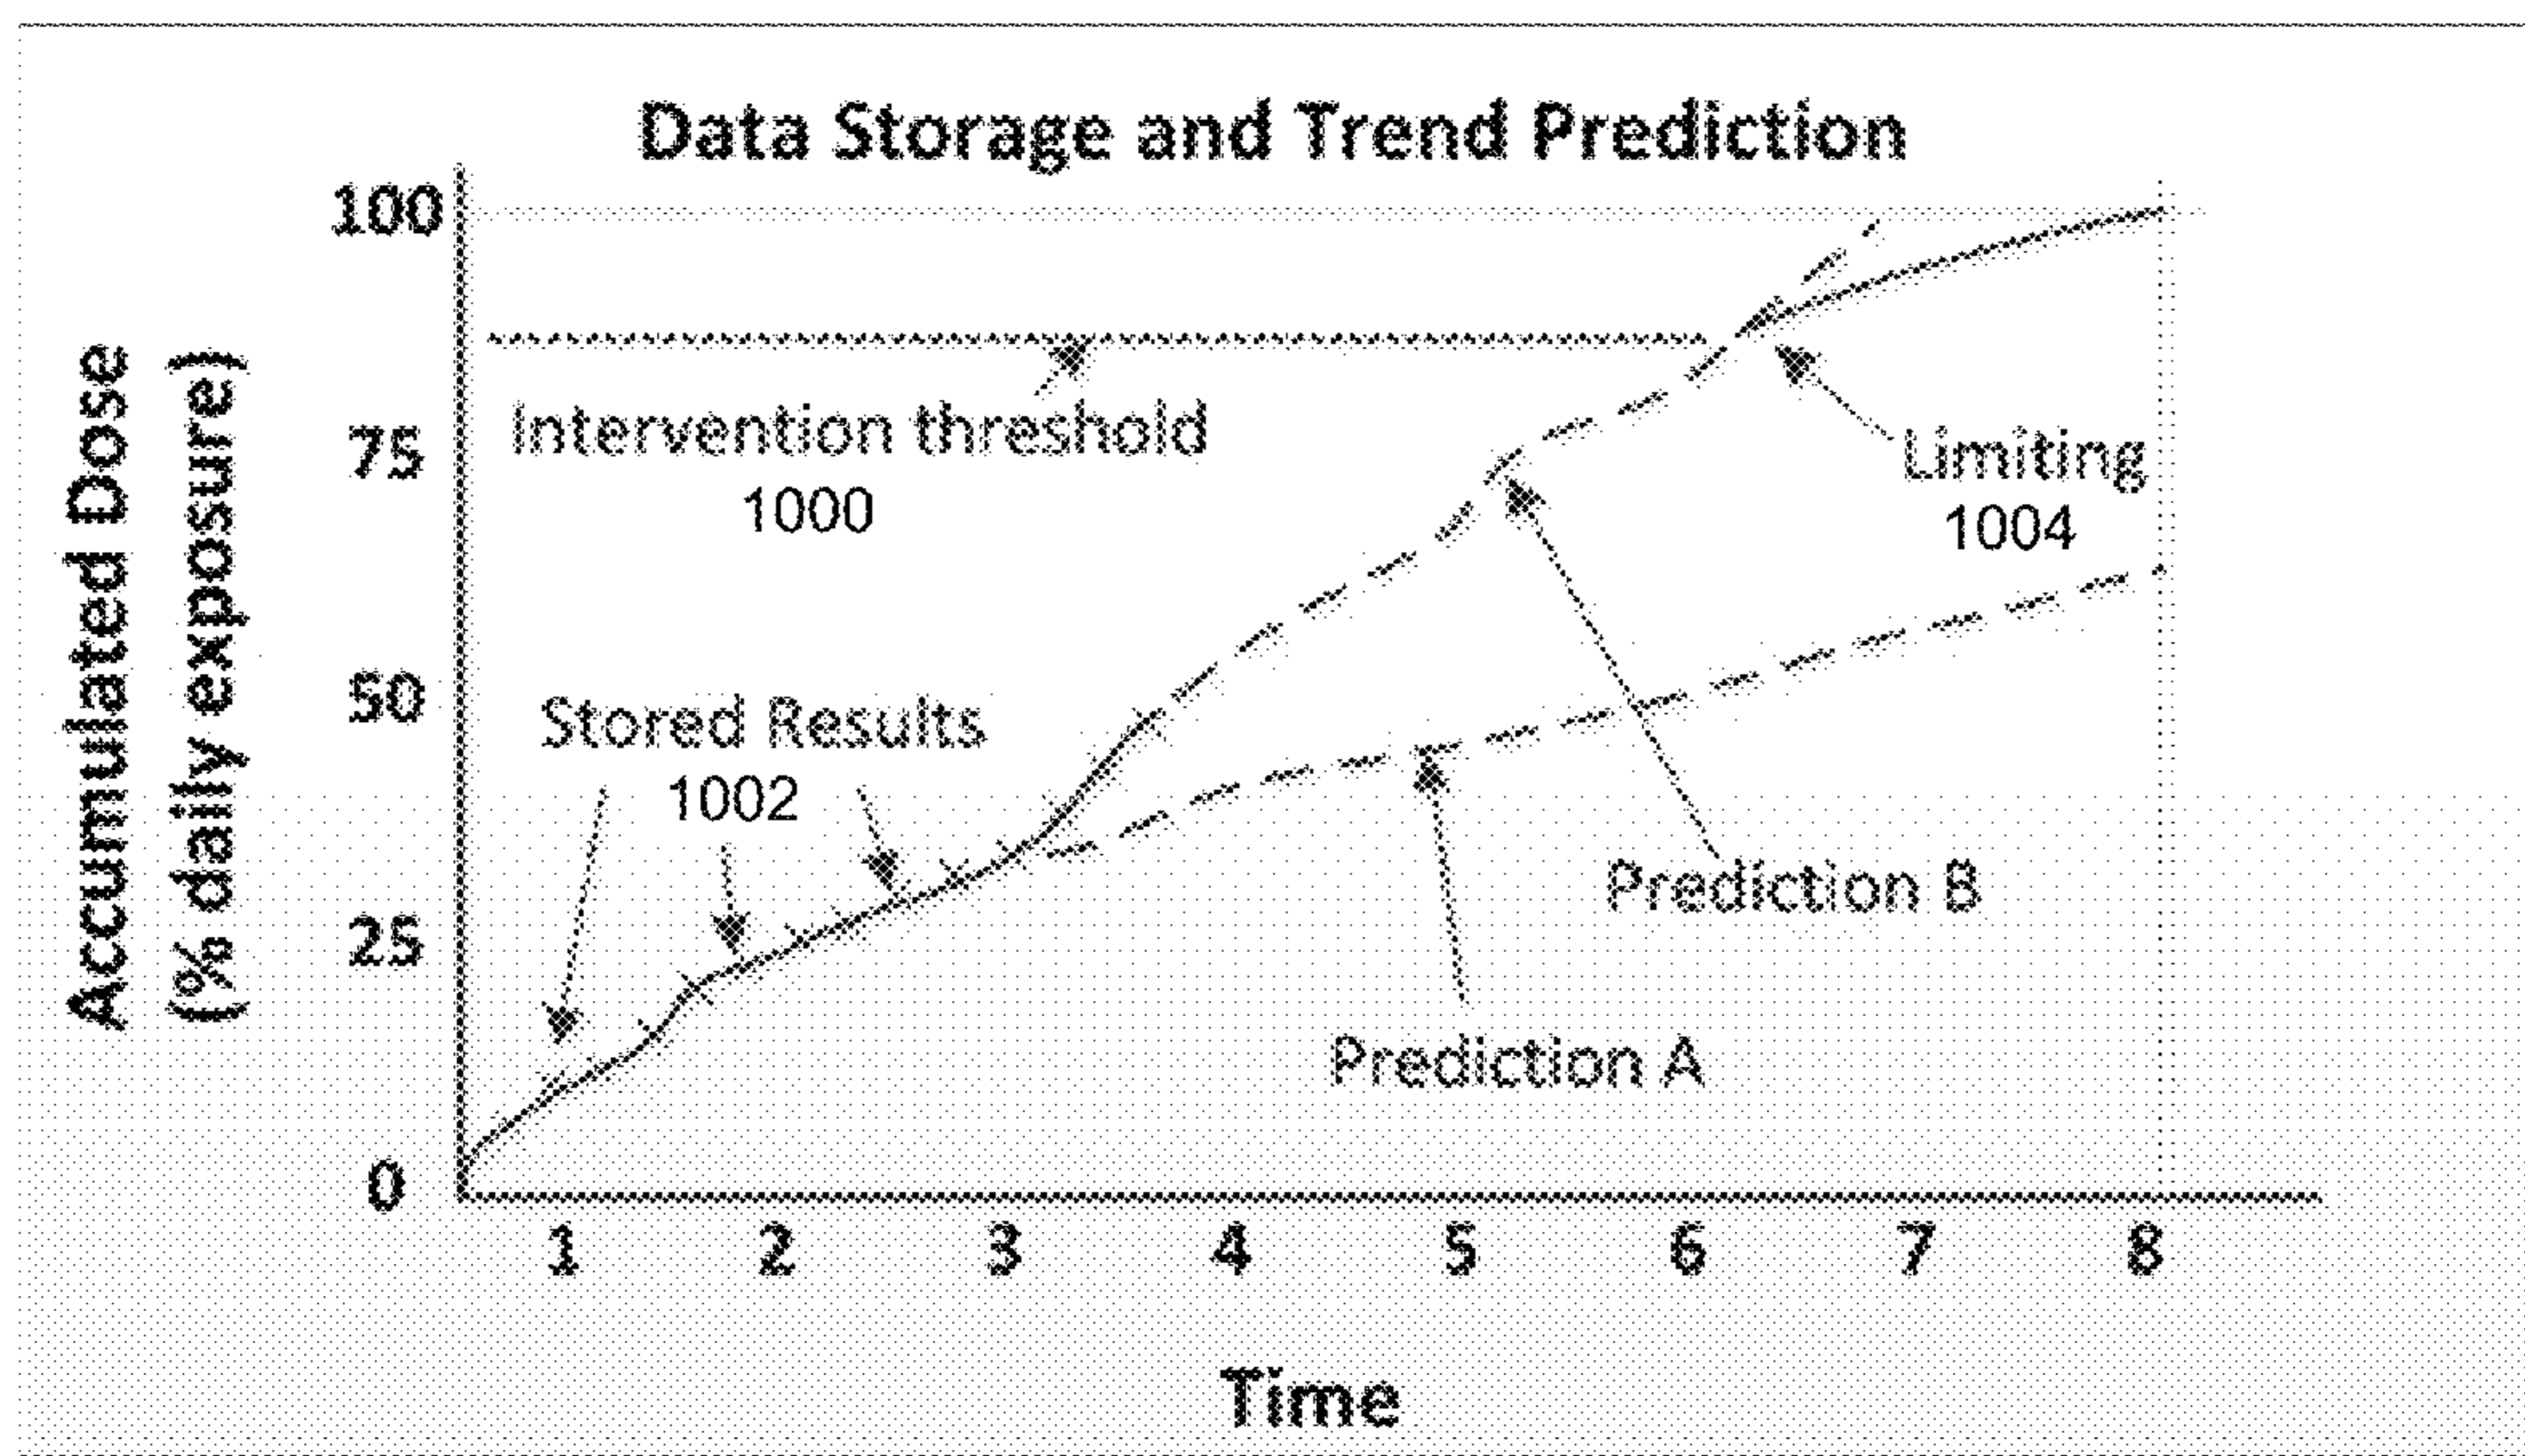 Data Storage and Trend Prediction
Accumulated Dose
(% daily exposure)
100
75
50
25
0
Intervention threshold
1000
Limiting
1004
Stored Results
1002
Prediction B
Prediction A
1 2 3 4 5 6 7 8
Time